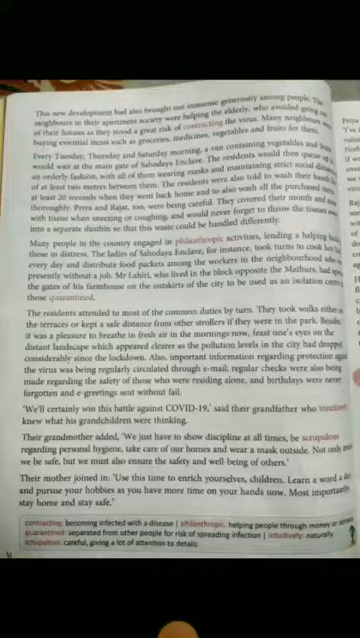 This new development had also brought out immense generosity among people. The
neighbours in their apartment society were helping the elderly, who avoided going out
of their houses as they stood a great risk of contracting the virus. Many neighbours were
buying essential items such as groceries, medicines, vegetables and fruits for them.
Every Tuesday, Thursday and Saturday morning, a van containing vegetables and fruits
would wait at the main gate of Sahodaya Enclave. The residents would then queue up in
an orderly fashion, with all of them wearing masks and maintaining strict social distance
of at least two metres between them. The residents were also told to wash their hands
at least 20 seconds when they went back home and to also wash all the purchased items
thoroughly. Priya and Rajat, too, were being careful. They covered their mouth and nose
with tissue when sneezing or coughing, and would never forget to throw the tissues away
into a separate dustbin so that this waste could be handled differently.
Many people in the country engaged in philanthropic activities, lending a helping hand
those in distress. The ladies of Sahodaya Enclave, for instance, took turns to cook hot
every day and distribute food packets among the workers in the neighbourhood who
presently without a job. Mr Lahiri, who lived in the block opposite the Mathurs, had
the gates of his farmhouse on the outskirts of the city to be used as an isolation centre
those quarantined.
The residents attended to most of the common duties by turn. They took walks either on
the terraces or kept a safe distance from other strollers if they were in the park. Besides,
it was a pleasure to breathe in fresh air in the mornings now, feast one's eyes on the
distant landscape which appeared clearer as the pollution levels in the city had dropped
considerably since the lockdown. Also, important information regarding protection against
the virus was being regularly circulated through e-mail; regular checks were also being
made regarding the safety of those who were residing alone, and birthdays were never
forgotten and e-greetings sent without fail.
'We'll certainly win this battle against COVID-19,' said their grandfather who intuitively
knew what his grandchildren were thinking.
Their grandmother added, 'We just have to show discipline at all times, be scrupulous
regarding personal hygiene, take care of our homes and wear a mask outside. Not only must
we be safe, but we must also ensure the safety and well-being of others.'
Their mother joined in: 'Use this time to enrich yourselves, children. Learn a word a day
and pursue your hobbies as you have more time on your hands now. Most importantly,
stay home and stay safe.'
contracting: becoming infected with a disease | philanthropic: helping people through money or service
quarantined: separated from other people for risk of spreading infection | intuitively: naturally
scrupulous: careful, giving a lot of attention to details